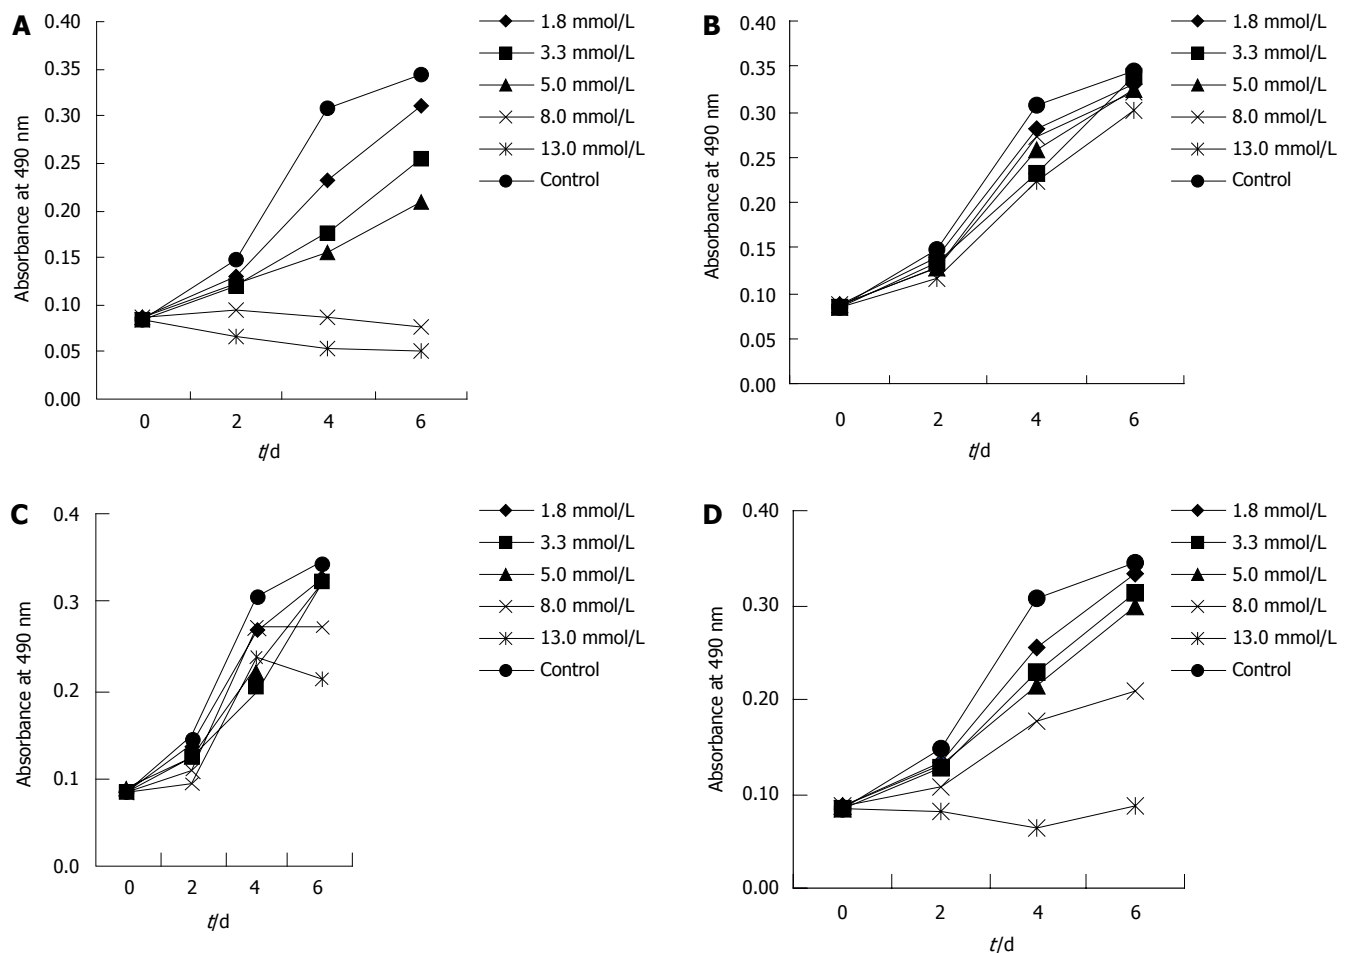 A
0.40
0.35
0.30
0.25
0.20
0.15
0.10
0.05
0.00
Absorbance at 490 nm
0 2 4 6
t/d
1.8 mmol/L
3.3 mmol/L
5.0 mmol/L
8.0 mmol/L
13.0 mmol/L
Control
B
0.40
0.35
0.30
0.25
0.20
0.15
0.10
0.05
0.00
Absorbance at 490 nm
0 2 4 6
t/d
1.8 mmol/L
3.3 mmol/L
5.0 mmol/L
8.0 mmol/L
13.0 mmol/L
Control
C
0.4
0.3
0.2
0.1
0.0
Absorbance at 490 nm
0 2 4 6
t/d
1.8 mmol/L
3.3 mmol/L
5.0 mmol/L
8.0 mmol/L
13.0 mmol/L
Control
D
0.40
0.30
0.20
0.10
0.00
Absorbance at 490 nm
0 2 4 6
t/d
1.8 mmol/L
3.3 mmol/L
5.0 mmol/L
8.0 mmol/L
13.0 mmol/L
Control